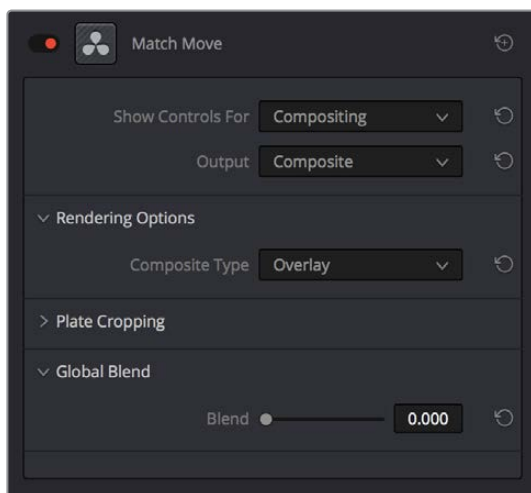 Match Move
Show Controls For Compositing
Output Composite
Rendering Options
Composite Type Overlay
Plate Cropping
Global Blend
Blend 0.000